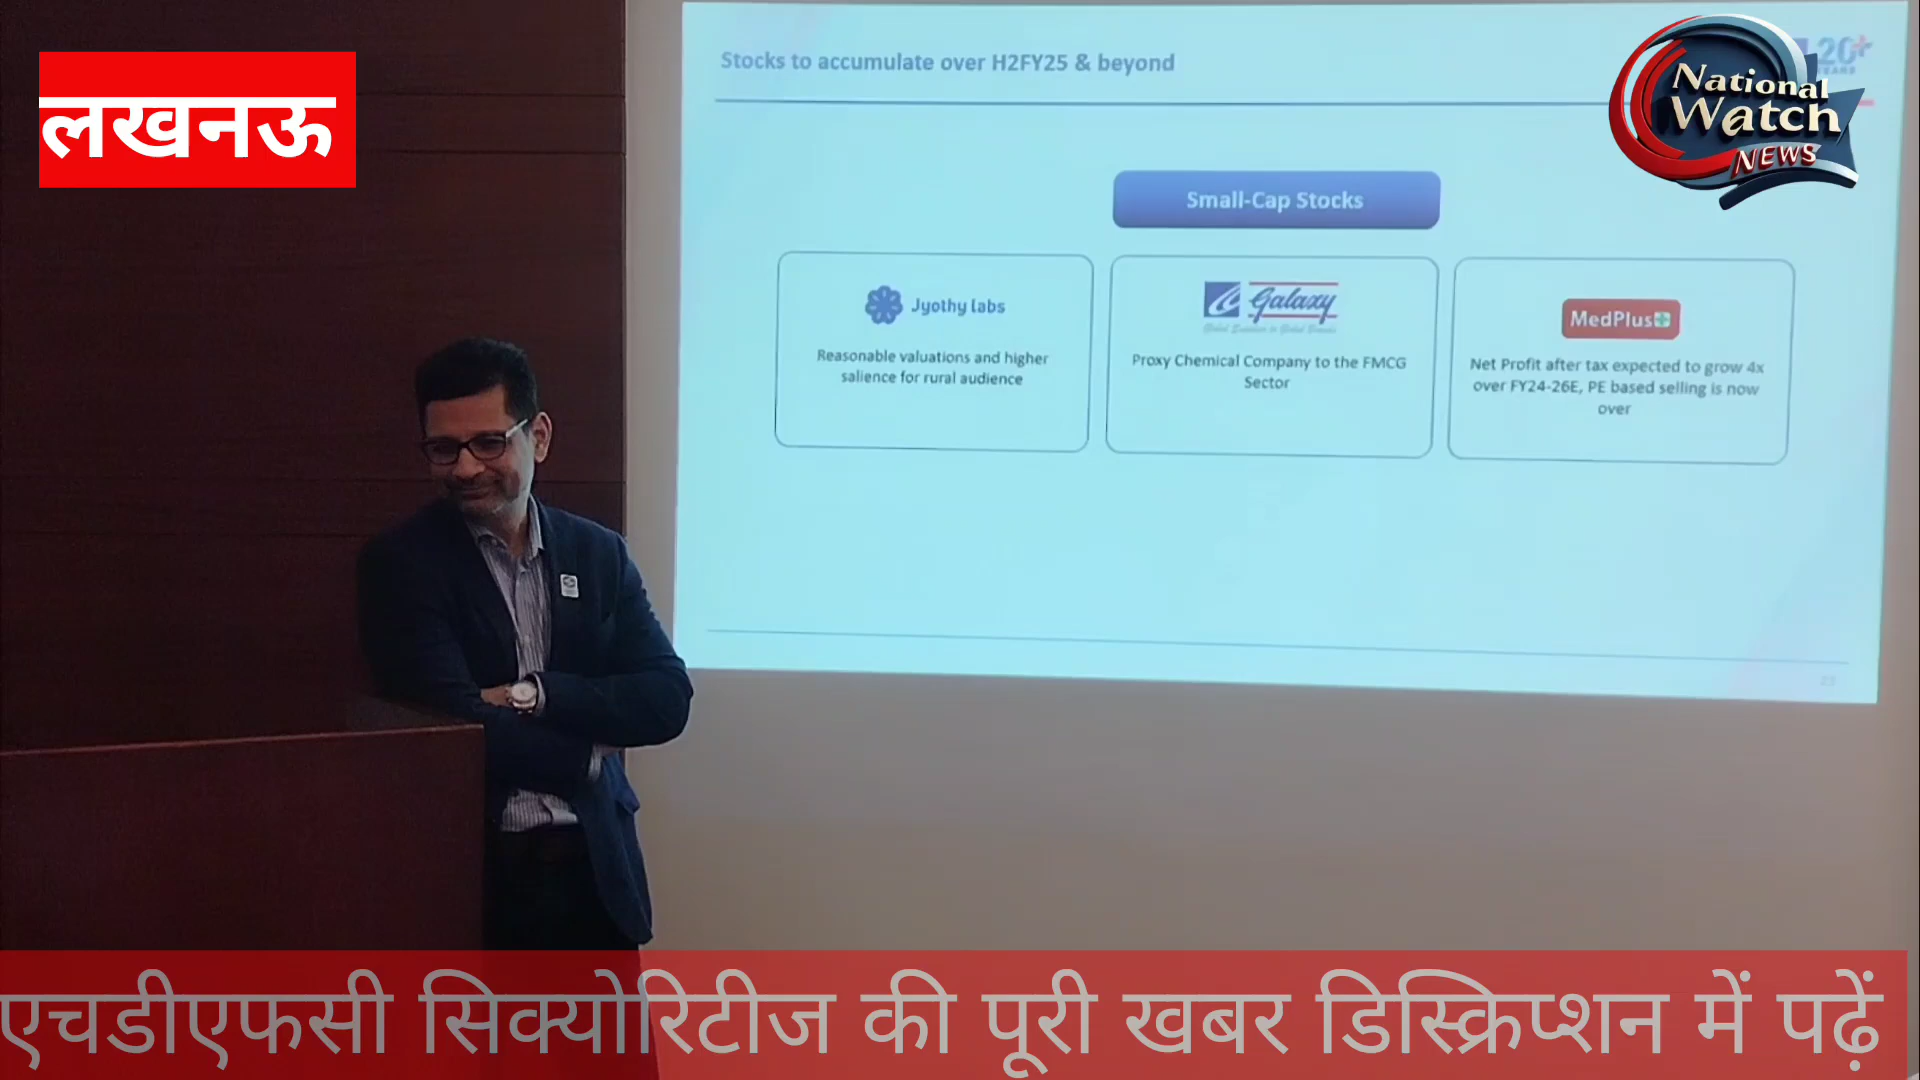 लखनऊ
Stocks to accumulate over H2FY25 & beyond
20+
YEARS
National
Watch
NEWS
Small-Cap Stocks
Jyothy labs
Reasonable valuations and higher
salience for rural audience
Galaxy
Proxy Chemical Company to the FMCG
Sector
MedPlus
Net Profit after tax expected to grow 4x
over FY24-26E, PE based selling is now
over
एचडीएफसी सिक्योरिटीज की पूरी खबर डिस्क्रिप्शन में पढ़ें